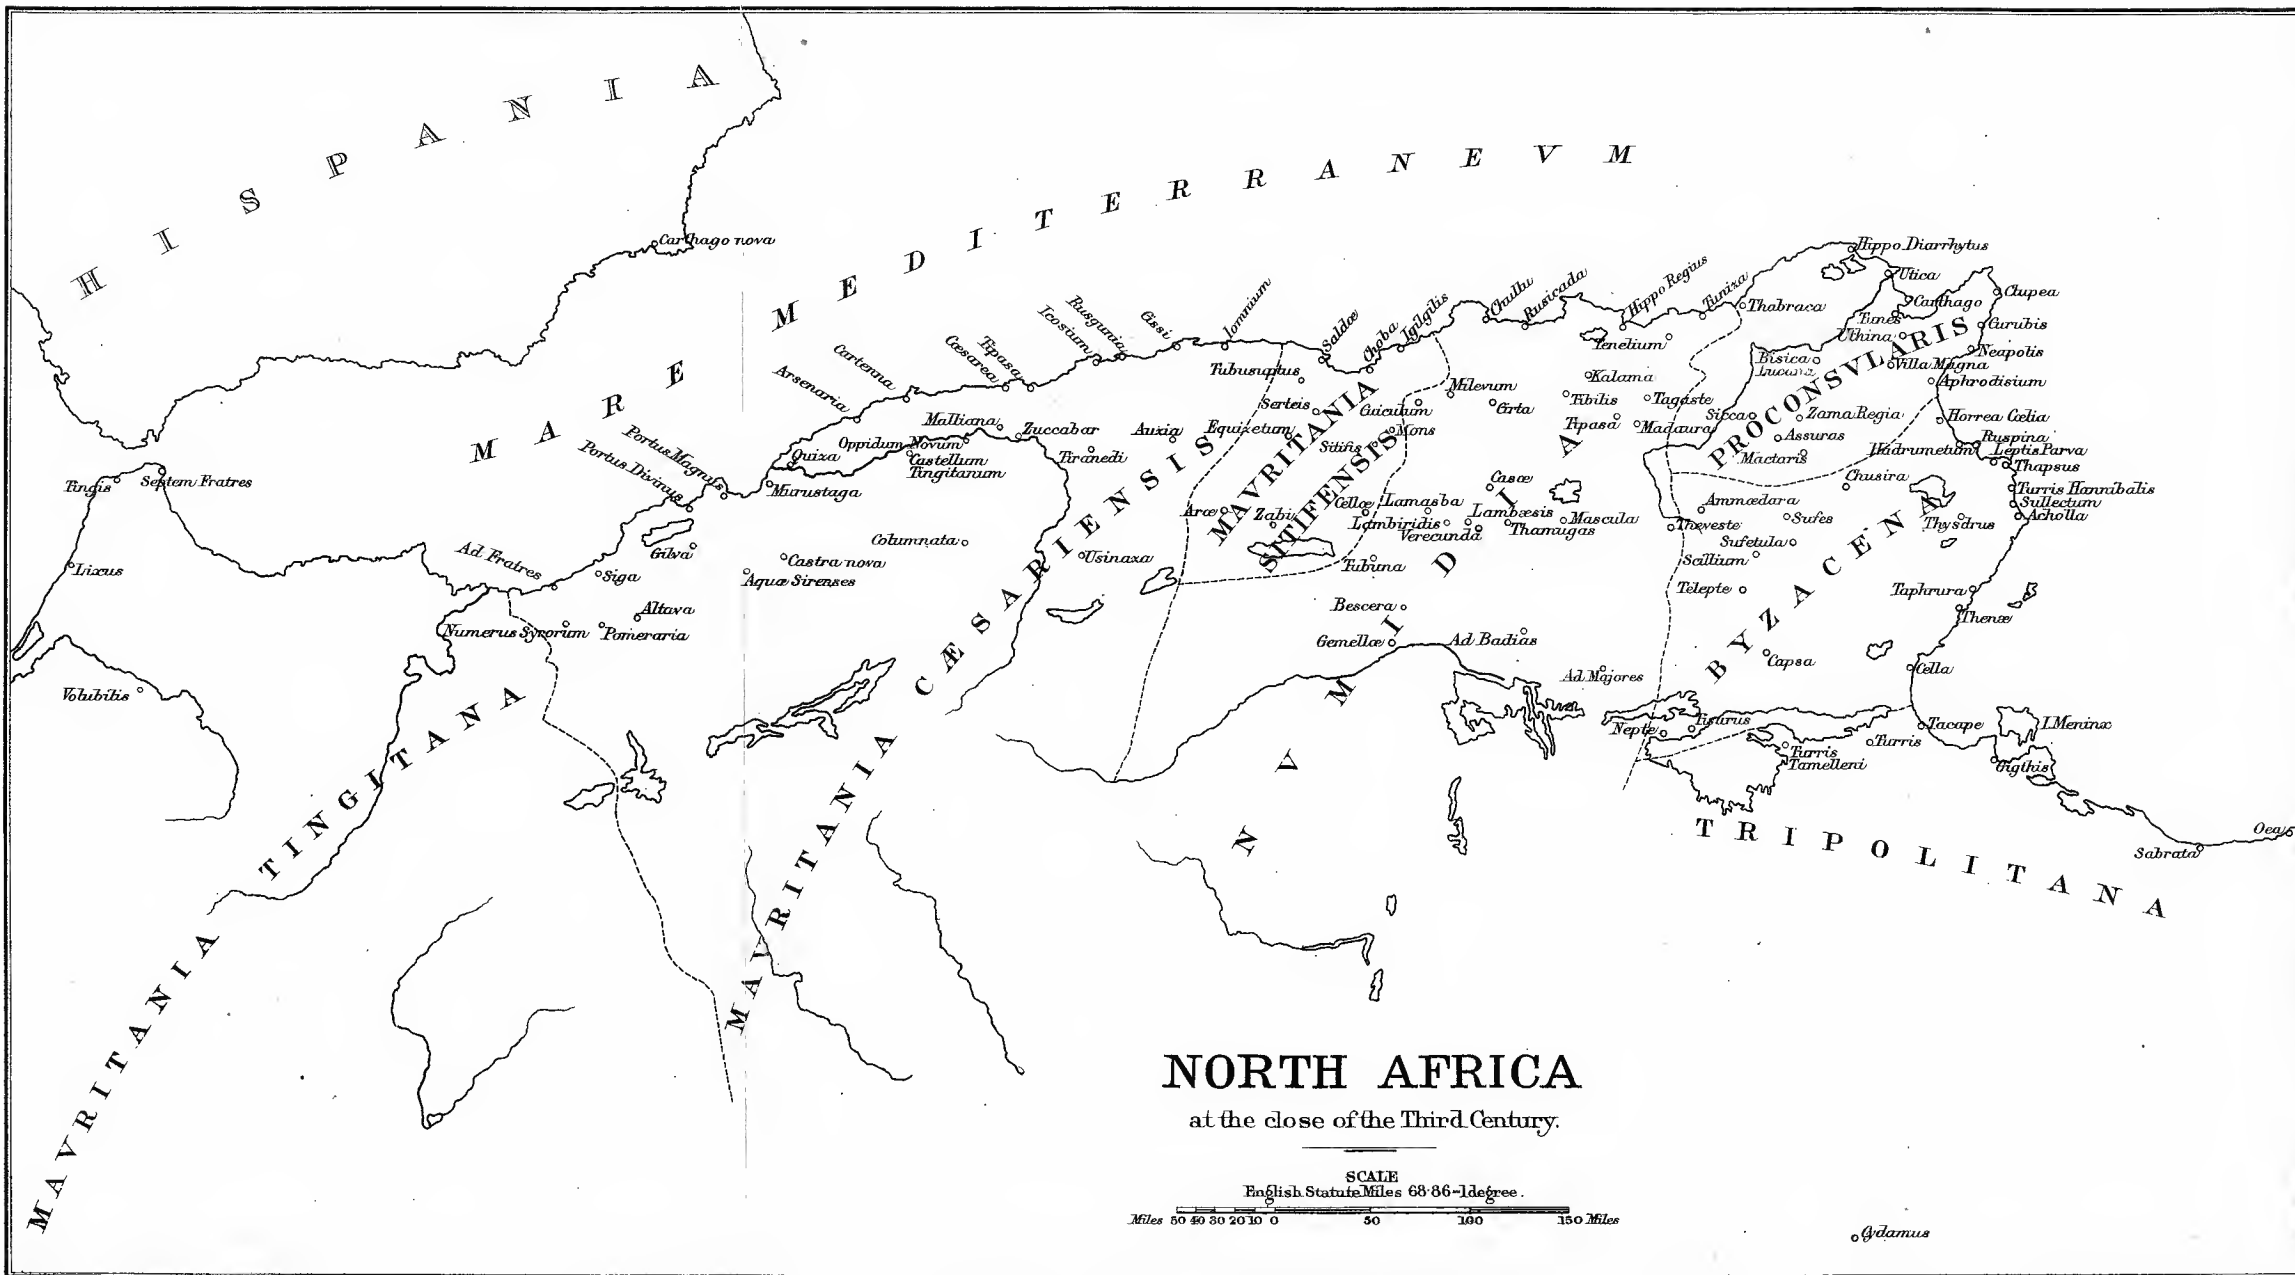 HISPANIA
MARE MEDITERRANEVM
Carthago nova
Hippo Diarrhytus
Utica
Carthago
Clupea
Tunes
Uthina
Curubis
Neapolis
Bisica
Lucana
Villa Magna
Aphrodisium
PROCONSVLARIS
Thabraca
Tuniza
Hippo Regius
Rusicada
Chullu
Igilgilis
Choba
Saldæ
Iomnium
Cissi
Rusguniæ
Icosium
Tipasa
Cæsarea
Cartenna
Arsenaria
Portus Magnus
Portus Divinus
Quiza
Murustaga
Malliana
Zuccabar
Oppidum Novum
Castellum
Tingitanum
Tiranedi
Auzia
Equizetum
Tubusuptus
Serteis
Cuiculum
Sitifis
Mons
Milevum
Cirta
Tenelium
Kalama
Tibilis
Tagaste
Tipasa
Madaura
Sicca
Zama Regia
Assuras
Mactaris
Horrea Cœlia
Ruspina
Hadrumetum
Leptis Parva
Thapsus
Turris Hannibalis
Sullectum
Acholla
Thysdrus
Chusira
Ammædara
Sufes
Theveste
Sufetula
Scillium
Telepte
Taphrura
Thenæ
Capsa
Cella
BYZACENA
Casæ
Cellæ
Lamasba
Lambæsis
Mascula
Aræ
Zabi
Lambiridis
Verecunda
Thamugas
Tubuna
Bescera
Gemellæ
Ad Badias
Ad Majores
Nepte
Tisurus
Turris
Tamelleni
Turris
Tacape
I. Meninx
Gigthis
Sabrata
Oea
TRIPOLITANA
NVMIDIA
MAVRITANIA
SITIFENSIS
MAVRITANIA CÆSARIENSIS
Usinaza
Columnata
Castra nova
Aquæ Sirenses
Gilva
Siga
Ad Fratres
Altava
Numerus Syrorum
Pomeraria
Tingis
Septem Fratres
Lixus
Volubilis
MAVRITANIA TINGITANA
Cydamus
NORTH AFRICA
at the close of the Third Century.
SCALE
English Statute Miles 68·86=1 degree.
Miles 50 40 30 20 10 0 50 100 150 Miles